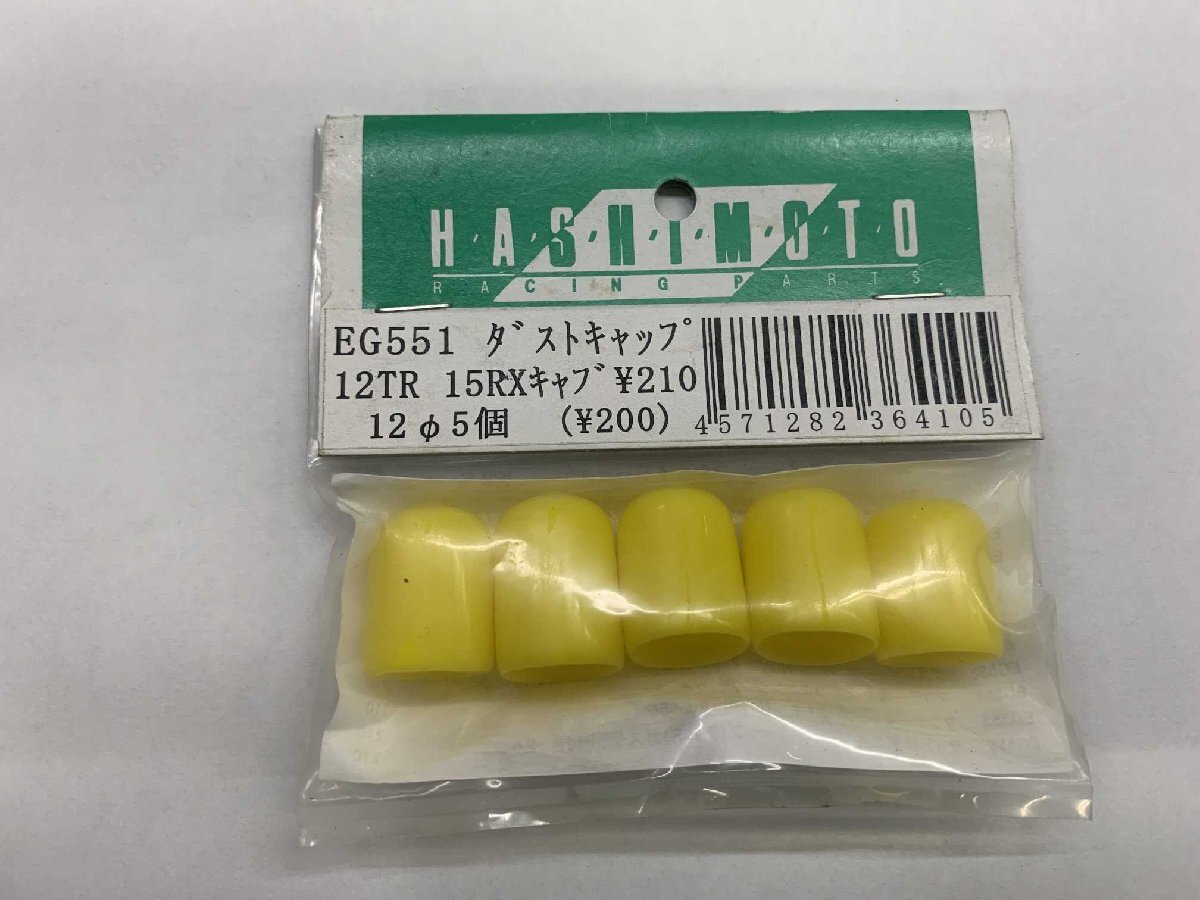 HASHIMOTO
RACING PARTS
EG551 ﾀﾞストキャップﾟ
12TR 15RXｷｬﾌﾞ ¥210
12φ5個 (¥200)
4571282 364105